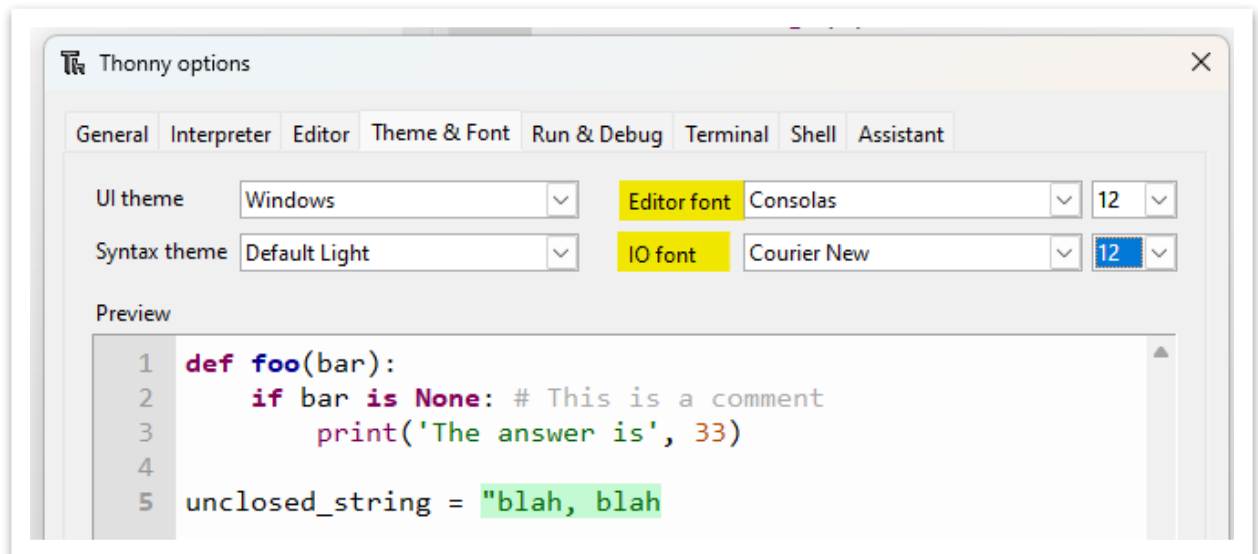 Thonny options
General Interpreter Editor Theme & Font Run & Debug Terminal Shell Assistant
UI theme Windows Editor font Consolas 12
Syntax theme Default Light IO font Courier New 12
Preview
1 def foo(bar):
2 if bar is None: # This is a comment
3 print('The answer is', 33)
4
5 unclosed_string = "blah, blah